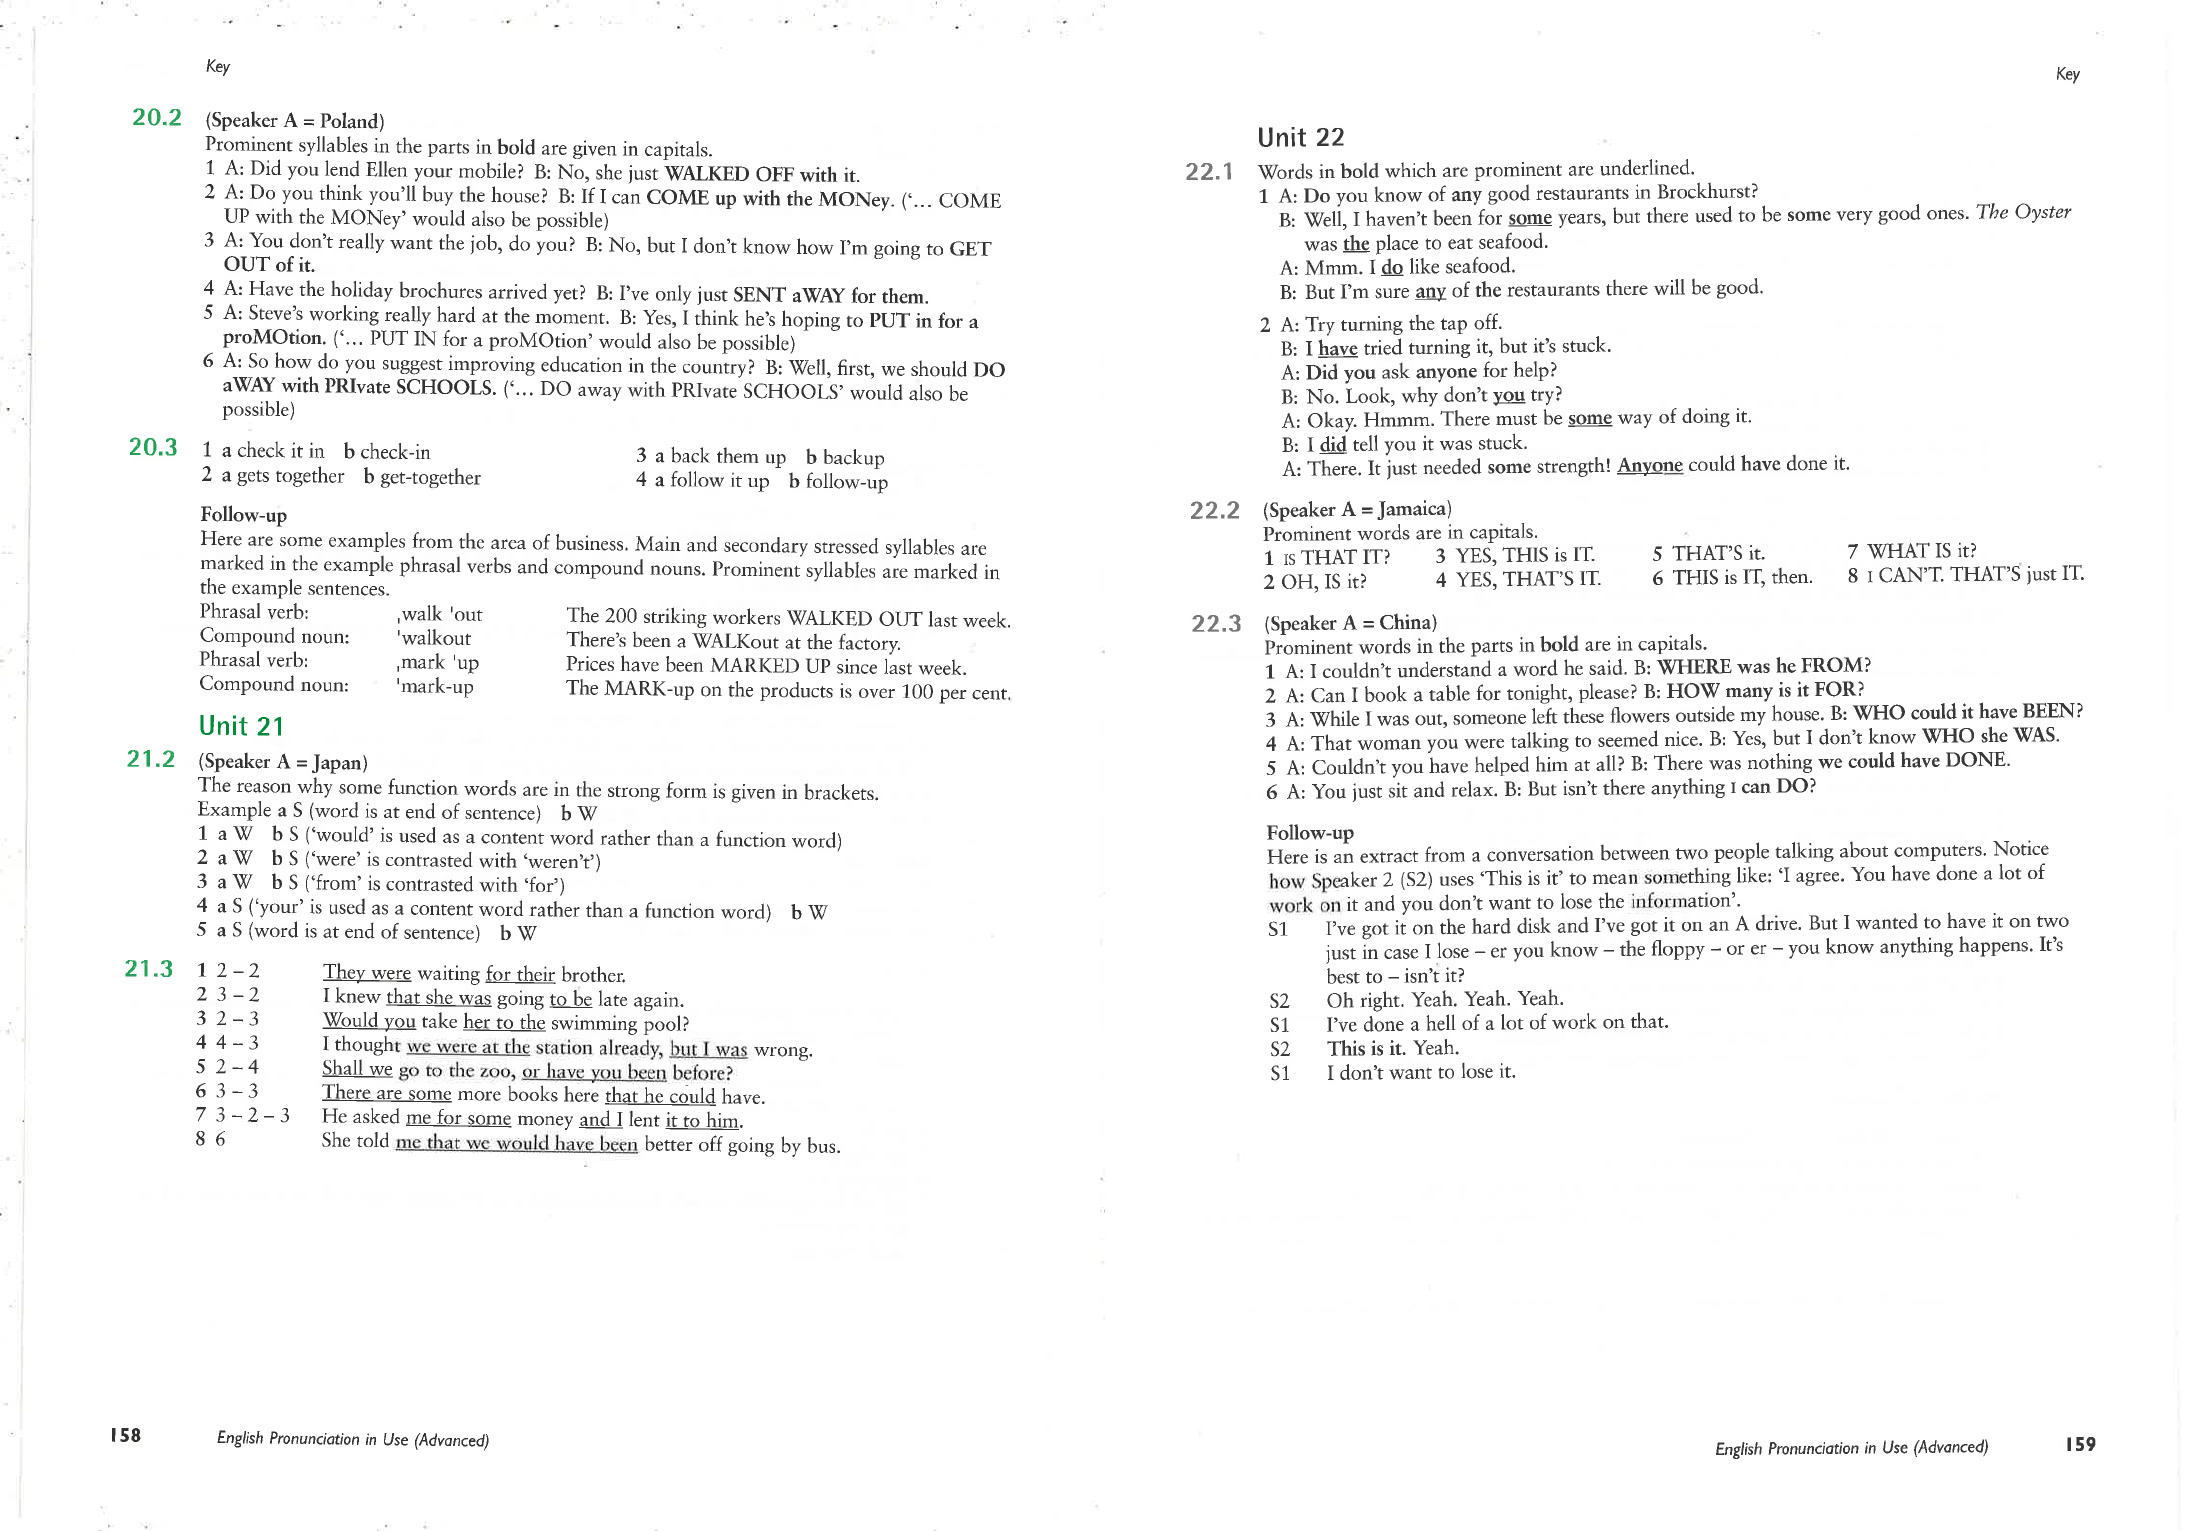 Key
20.2 (Speaker A = Poland)
Prominent syllables in the parts in bold are given in capitals.
1 A: Did you lend Ellen your mobile? B: No, she just WALKED OFF with it.
2 A: Do you think you'll buy the house? B: If I can COME up with the MONey. ('... COME
UP with the MONey' would also be possible)
3 A: You don't really want the job, do you? B: No, but I don't know how I'm going to GET
OUT of it.
4 A: Have the holiday brochures arrived yet? B: I've only just SENT aWAY for them.
5 A: Steve's working really hard at the moment. B: Yes, I think he's hoping to PUT in for a
proMOtion. ('... PUT IN for a proMOtion' would also be possible)
6 A: So how do you suggest improving education in the country? B: Well, first, we should DO
aWAY with PRIvate SCHOOLS. ('... DO away with PRIvate SCHOOLS' would also be
possible)
20.3 1 a check it in b check-in 3 a back them up b backup
2 a gets together b get-together 4 a follow it up b follow-up
Follow-up
Here are some examples from the area of business. Main and secondary stressed syllables are
marked in the example phrasal verbs and compound nouns. Prominent syllables are marked in
the example sentences.
Phrasal verb: ˌwalk ˈout The 200 striking workers WALKED OUT last week.
Compound noun: ˈwalkout There's been a WALKout at the factory.
Phrasal verb: ˌmark ˈup Prices have been MARKED UP since last week.
Compound noun: ˈmark-up The MARK-up on the products is over 100 per cent.
Unit 21
21.2 (Speaker A = Japan)
The reason why some function words are in the strong form is given in brackets.
Example a S (word is at end of sentence) b W
1 a W b S ('would' is used as a content word rather than a function word)
2 a W b S ('were' is contrasted with 'weren't')
3 a W b S ('from' is contrasted with 'for')
4 a S ('your' is used as a content word rather than a function word) b W
5 a S (word is at end of sentence) b W
21.3 1 2 – 2 They were waiting for their brother.
2 3 – 2 I knew that she was going to be late again.
3 2 – 3 Would you take her to the swimming pool?
4 4 – 3 I thought we were at the station already, but I was wrong.
5 2 – 4 Shall we go to the zoo, or have you been before?
6 3 – 3 There are some more books here that he could have.
7 3 – 2 – 3 He asked me for some money and I lent it to him.
8 6 She told me that we would have been better off going by bus.
158 English Pronunciation in Use (Advanced)
Key
Unit 22
22.1 Words in bold which are prominent are underlined.
1 A: Do you know of any good restaurants in Brockhurst?
B: Well, I haven't been for some years, but there used to be some very good ones. The Oyster
was the place to eat seafood.
A: Mmm. I do like seafood.
B: But I'm sure any of the restaurants there will be good.
2 A: Try turning the tap off.
B: I have tried turning it, but it's stuck.
A: Did you ask anyone for help?
B: No. Look, why don't you try?
A: Okay. Hmmm. There must be some way of doing it.
B: I did tell you it was stuck.
A: There. It just needed some strength! Anyone could have done it.
22.2 (Speaker A = Jamaica)
Prominent words are in capitals.
1 IS THAT IT? 3 YES, THIS is IT. 5 THAT'S it. 7 WHAT IS it?
2 OH, IS it? 4 YES, THAT'S IT. 6 THIS is IT, then. 8 I CAN'T. THAT'S just IT.
22.3 (Speaker A = China)
Prominent words in the parts in bold are in capitals.
1 A: I couldn't understand a word he said. B: WHERE was he FROM?
2 A: Can I book a table for tonight, please? B: HOW many is it FOR?
3 A: While I was out, someone left these flowers outside my house. B: WHO could it have BEEN?
4 A: That woman you were talking to seemed nice. B: Yes, but I don't know WHO she WAS.
5 A: Couldn't you have helped him at all? B: There was nothing we could have DONE.
6 A: You just sit and relax. B: But isn't there anything I can DO?
Follow-up
Here is an extract from a conversation between two people talking about computers. Notice
how Speaker 2 (S2) uses 'This is it' to mean something like: 'I agree. You have done a lot of
work on it and you don't want to lose the information'.
S1 I've got it on the hard disk and I've got it on an A drive. But I wanted to have it on two
just in case I lose – er you know – the floppy – or er – you know anything happens. It's
best to – isn't it?
S2 Oh right. Yeah. Yeah. Yeah.
S1 I've done a hell of a lot of work on that.
S2 This is it. Yeah.
S1 I don't want to lose it.
English Pronunciation in Use (Advanced) 159